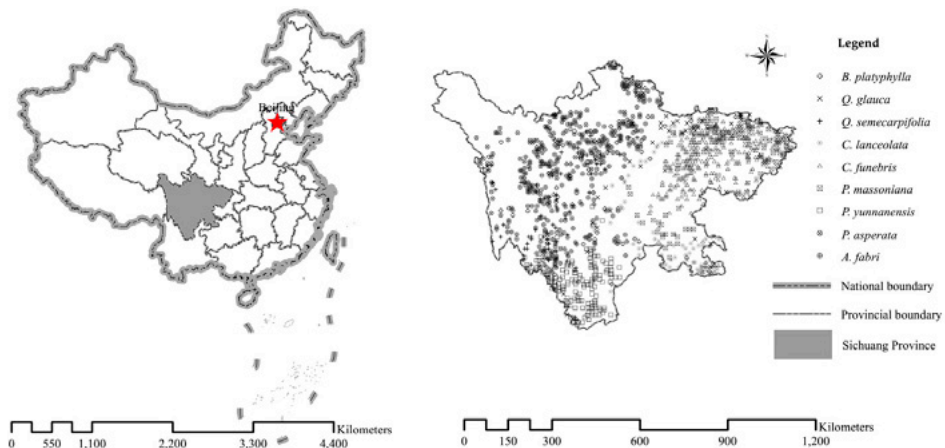 Beijing
Legend
B. platyphylla
Q. glauca
Q. semecarpifolia
C. lanceolata
C. funebris
P. massoniana
P. yunnanensis
P. asperata
A. fabri
National boundary
Provincial boundary
Sichuang Province
Kilometers
0 550 1,100 2,200 3,300 4,400
Kilometers
0 150 300 600 900 1,200